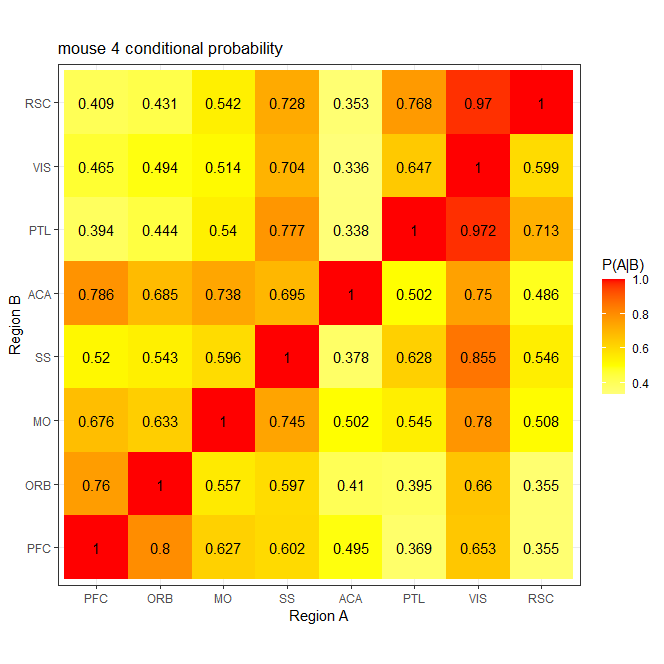 mouse 4 conditional probability
RSC 0.409 0.431 0.542 0.728 0.353 0.768 0.97 1
VIS 0.465 0.494 0.514 0.704 0.336 0.647 1 0.599
PTL 0.394 0.444 0.54 0.777 0.338 1 0.972 0.713
ACA 0.786 0.685 0.738 0.695 1 0.502 0.75 0.486
SS 0.52 0.543 0.596 1 0.378 0.628 0.855 0.546
MO 0.676 0.633 1 0.745 0.502 0.545 0.78 0.508
ORB 0.76 1 0.557 0.597 0.41 0.395 0.66 0.355
PFC 1 0.8 0.627 0.602 0.495 0.369 0.653 0.355
PFC ORB MO SS ACA PTL VIS RSC
Region A
Region B
P(A|B)
1.0
0.8
0.6
0.4